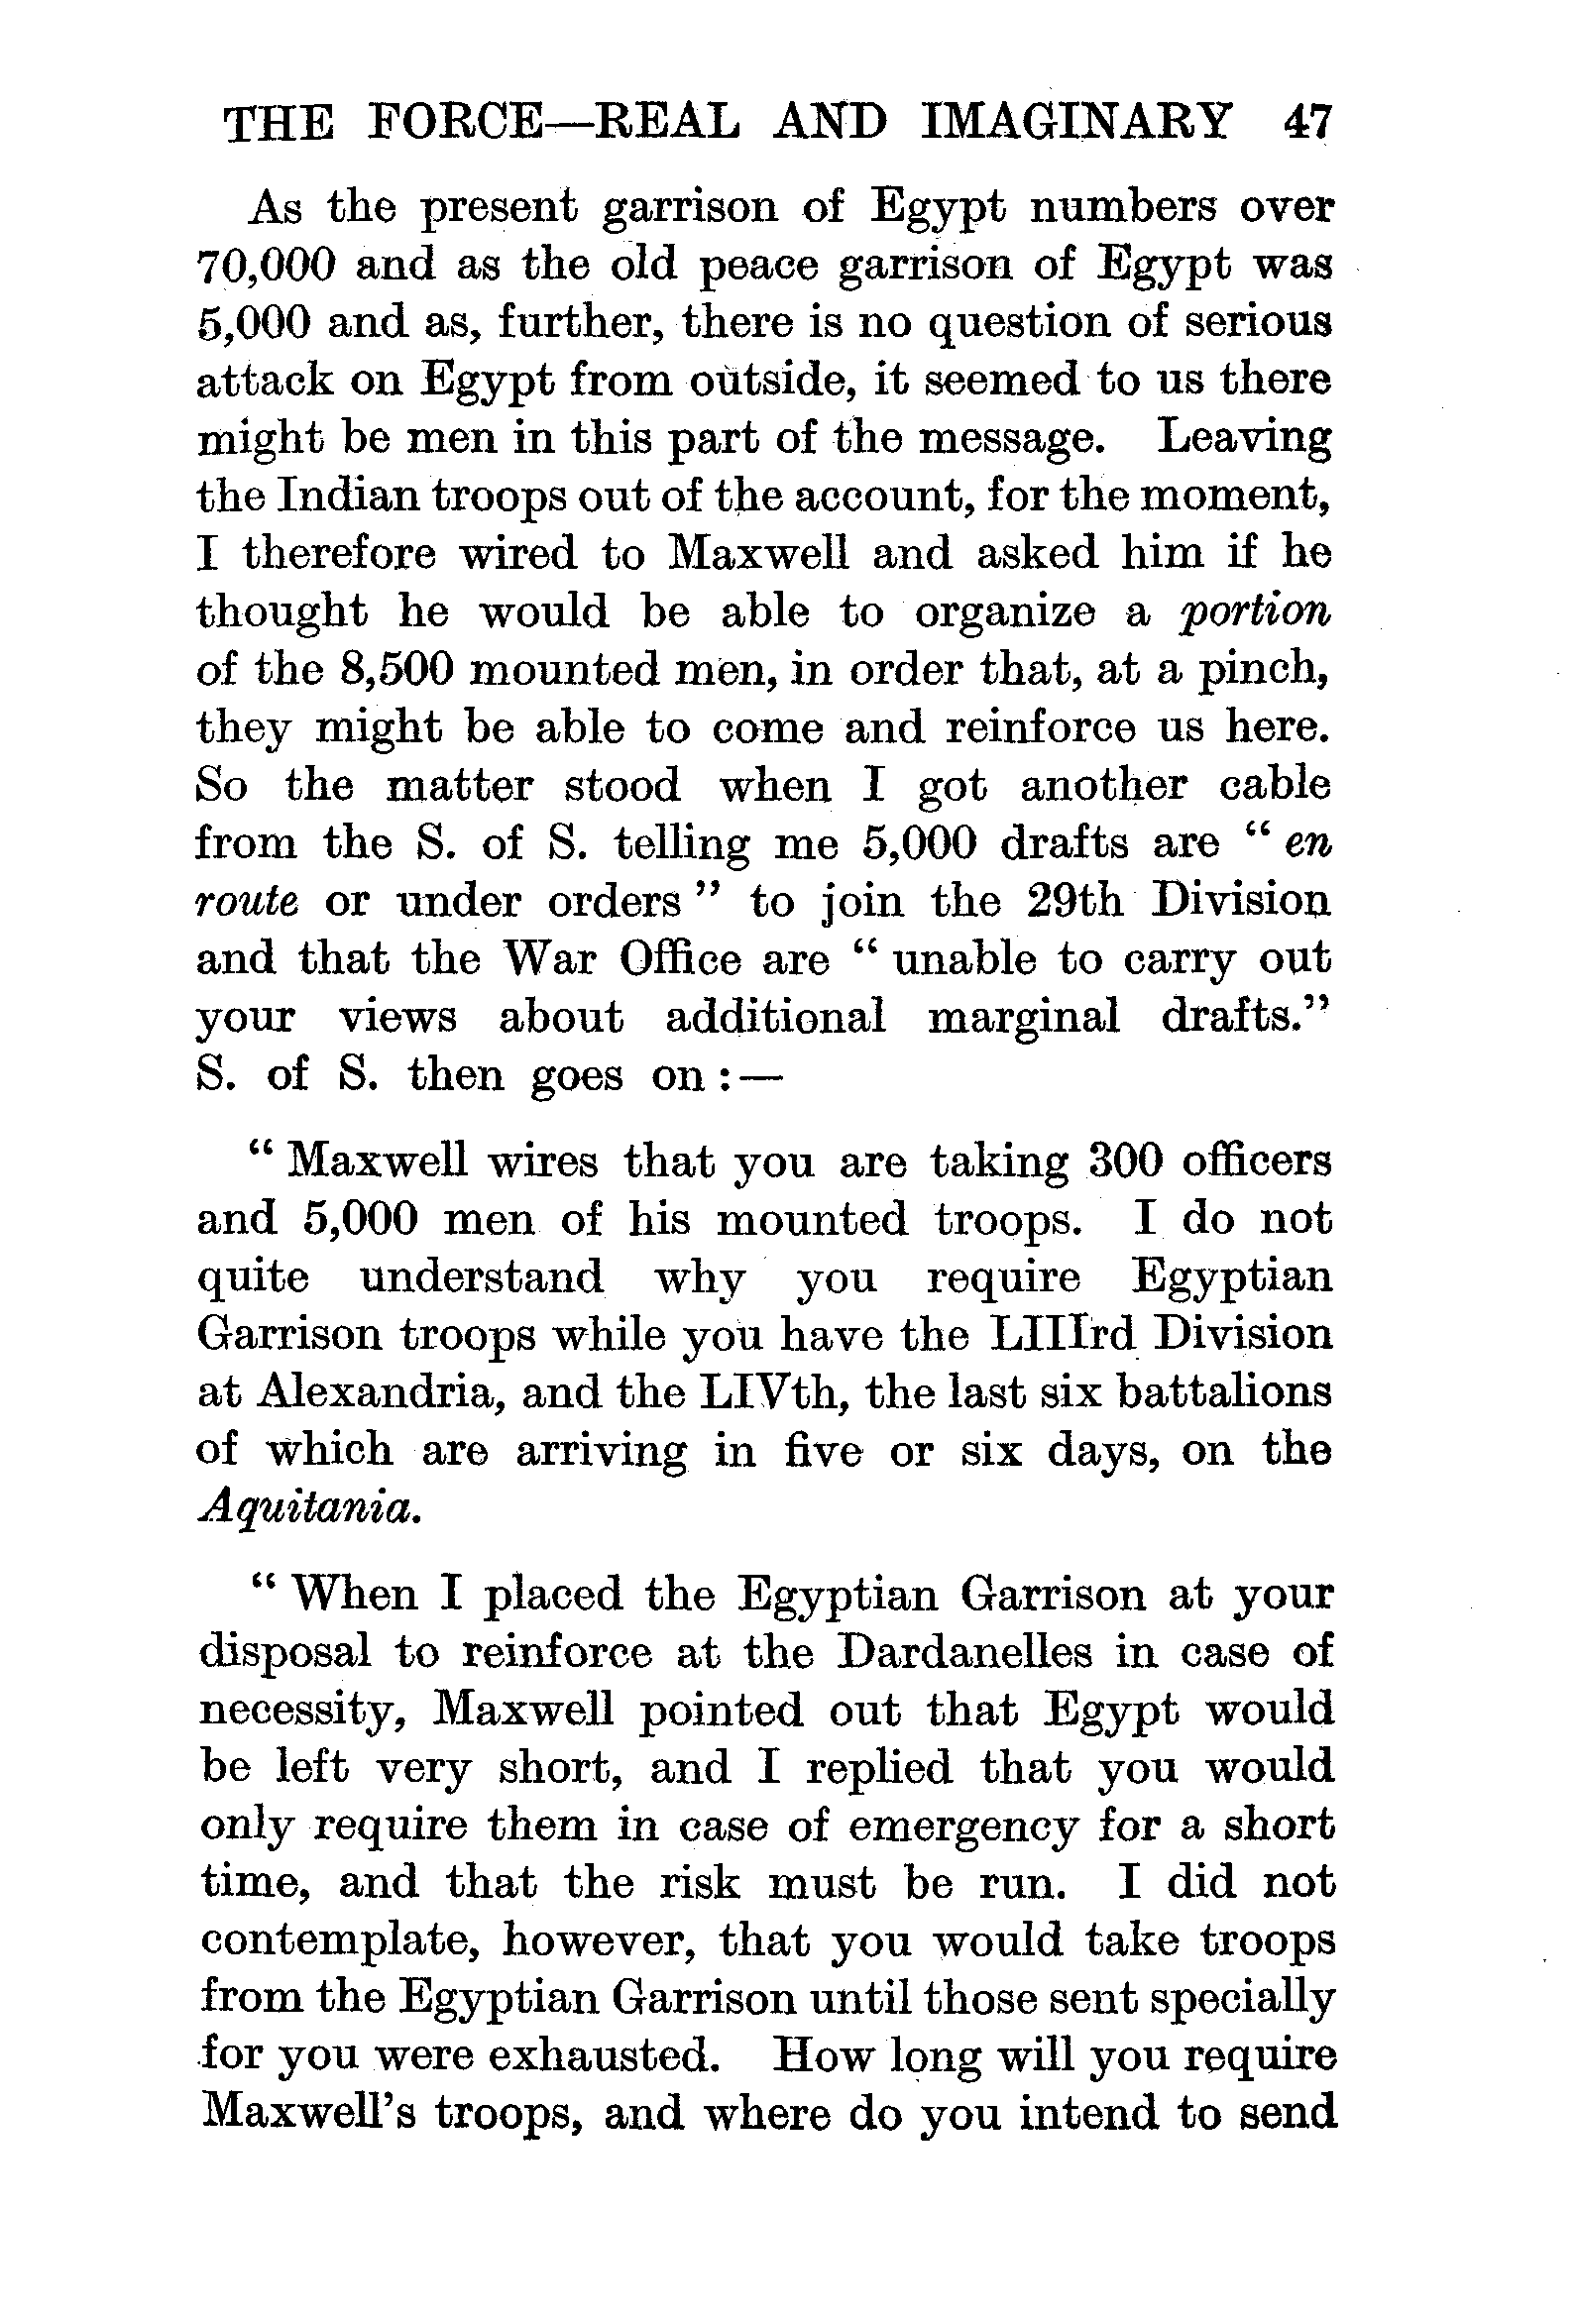 THE FORCE—REAL AND IMAGINARY 47
As the present garrison of Egypt numbers over
70,000 and as the old peace garrison of Egypt was
5,000 and as, further, there is no question of serious
attack on Egypt from outside, it seemed to us there
might be men in this part of the message. Leaving
the Indian troops out of the account, for the moment,
I therefore wired to Maxwell and asked him if he
thought he would be able to organize a portion
of the 8,500 mounted men, in order that, at a pinch,
they might be able to come and reinforce us here.
So the matter stood when I got another cable
from the S. of S. telling me 5,000 drafts are “ en
route or under orders ” to join the 29th Division
and that the War Office are “ unable to carry out
your views about additional marginal drafts.”
S. of S. then goes on :—
“ Maxwell wires that you are taking 300 officers
and 5,000 men of his mounted troops. I do not
quite understand why you require Egyptian
Garrison troops while you have the LIIIrd Division
at Alexandria, and the LIVth, the last six battalions
of which are arriving in five or six days, on the
Aquitania.
“ When I placed the Egyptian Garrison at your
disposal to reinforce at the Dardanelles in case of
necessity, Maxwell pointed out that Egypt would
be left very short, and I replied that you would
only require them in case of emergency for a short
time, and that the risk must be run. I did not
contemplate, however, that you would take troops
from the Egyptian Garrison until those sent specially
for you were exhausted. How long will you require
Maxwell’s troops, and where do you intend to send